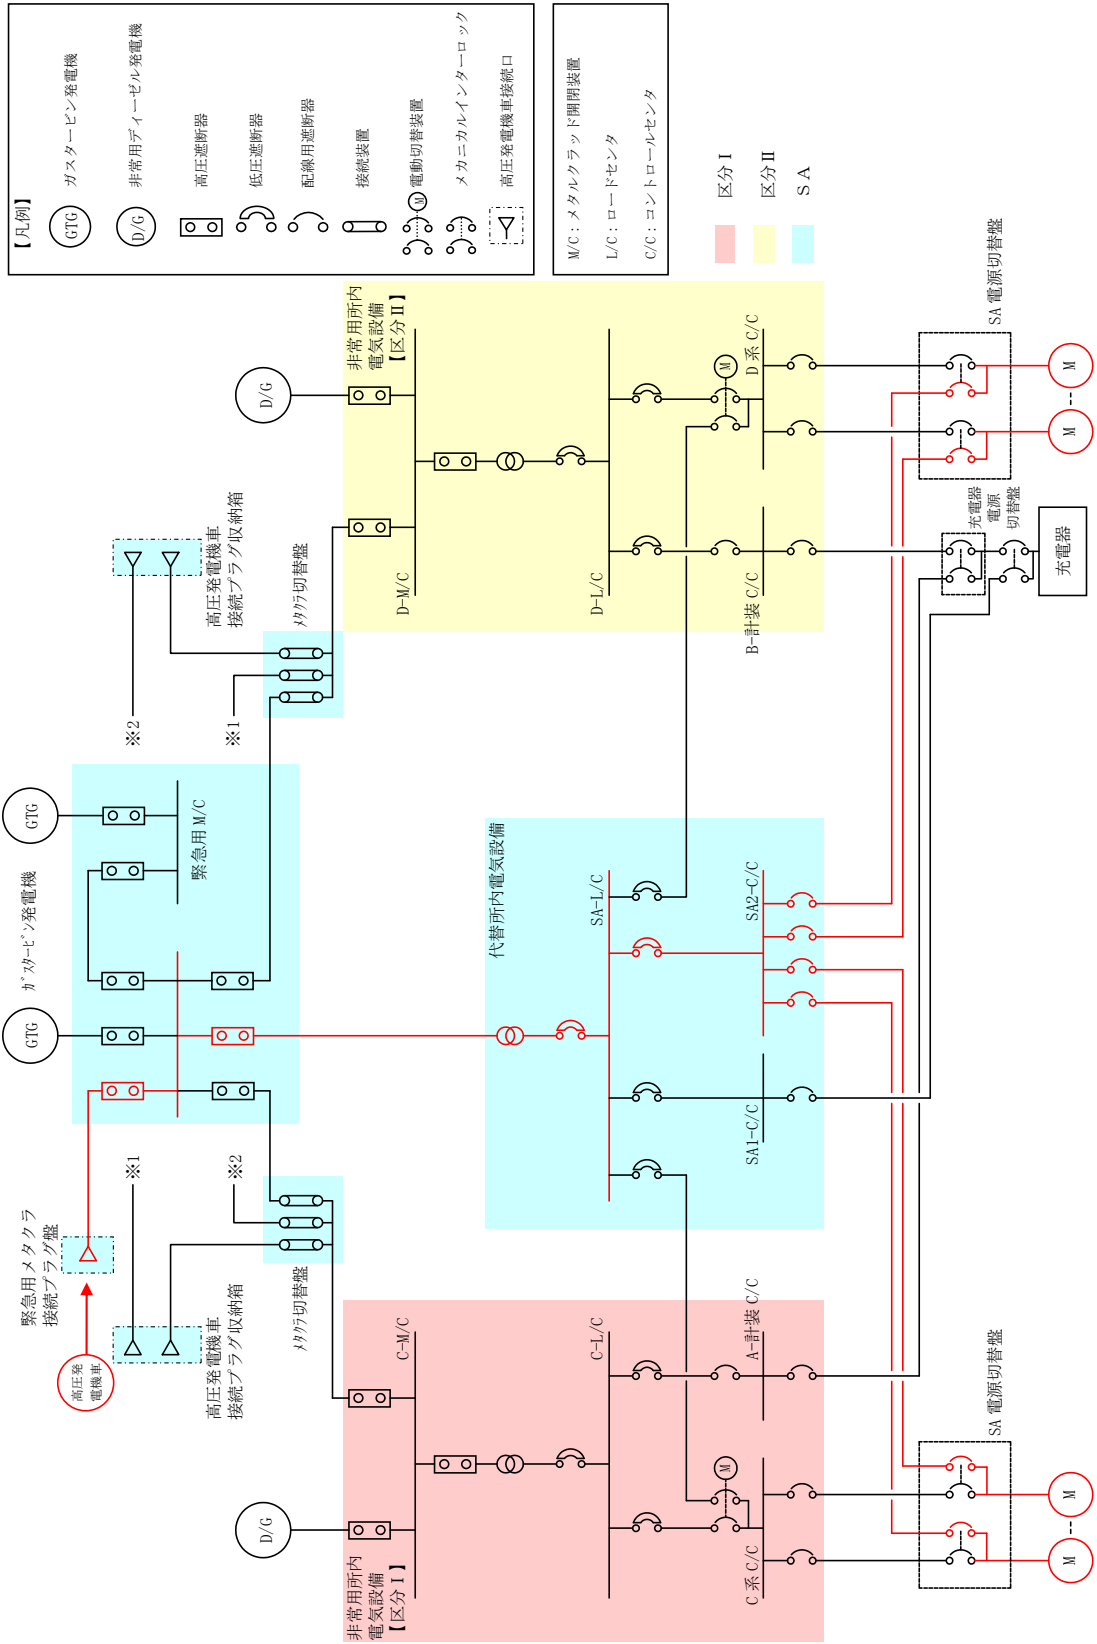 【凡例】
GTG
ガスタービン発電機
D/G
非常用ディーゼル発電機
高圧遮断器
低圧遮断器
配線用遮断器
接続装置
M
電動切替装置
メカニカルインターロック
高圧発電機車接続口
M/C：メタルクラッド開閉装置
L/C：ロードセンタ
C/C：コントロールセンタ
区分Ⅰ
区分Ⅱ
ＳＡ
GTG
ｶﾞｽﾀｰﾋﾞﾝ発電機
GTG
緊急用 M/C
緊急用メタクラ
接続プラグ盤
高圧発
電機車
※1
※2
高圧発電機車
接続プラグ収納箱
ﾒﾀｸﾗ切替盤
※2
※1
高圧発電機車
接続プラグ収納箱
ﾒﾀｸﾗ切替盤
D/G
非常用所内
電気設備
【区分Ⅰ】
C-M/C
C-L/C
M
C 系 C/C
A-計装 C/C
代替所内電気設備
SA-L/C
SA1-C/C
SA2-C/C
D/G
非常用所内
電気設備
【区分Ⅱ】
D-M/C
D-L/C
M
B-計装 C/C
D 系 C/C
SA 電源切替盤
M
M
充電器
電源
切替盤
充電器
SA 電源切替盤
M
M